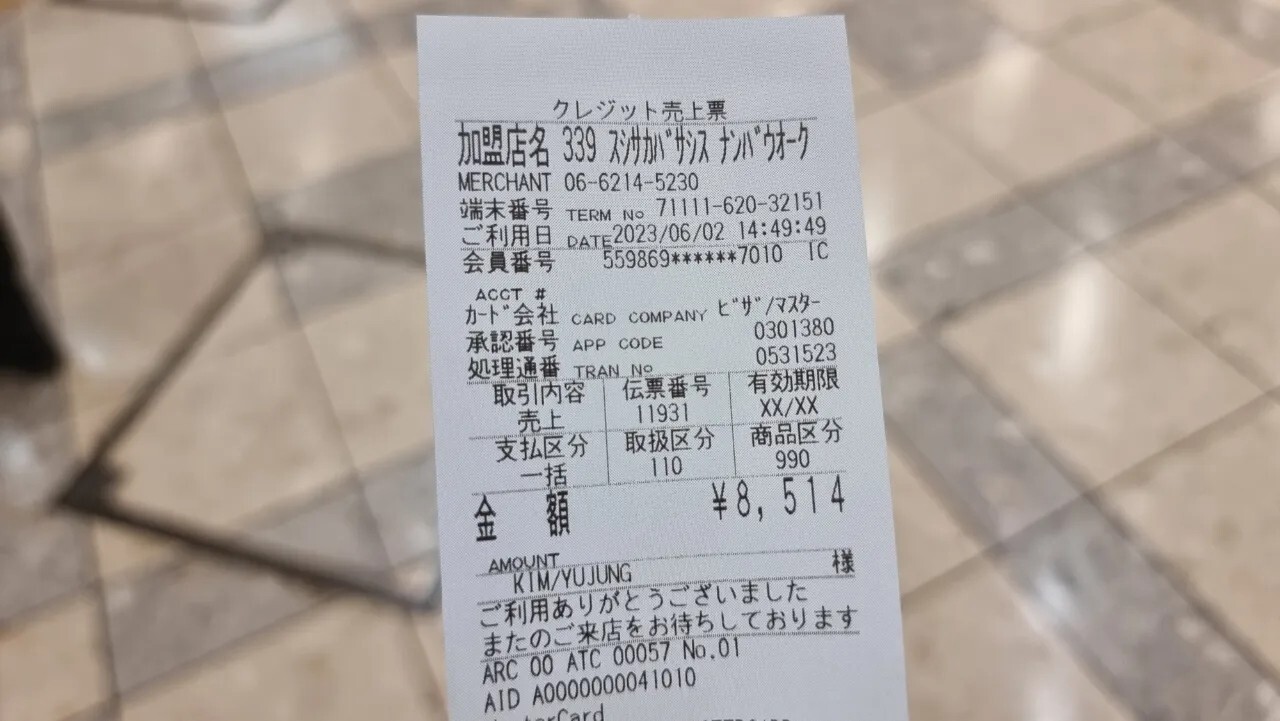 クレジット売上票
加盟店名 339 ｽｼｻｶﾊﾞｻｼｽ ﾅﾝﾊﾞｳｵｰｸ
MERCHANT 06-6214-5230
端末番号 TERM No 71111-620-32151
ご利用日 DATE 2023/06/02 14:49:49
会員番号 559869******7010 IC
ACCT #
ｶｰﾄﾞ会社 CARD COMPANY ﾋﾞｻﾞ/ﾏｽﾀｰ
承認番号 APP CODE 0301380
処理通番 TRAN No 0531523
取引内容 伝票番号 有効期限
売上 11931 XX/XX
支払区分 取扱区分 商品区分
一括 110 990
金 額 ¥8,514
AMOUNT
KIM/YUJUNG 様
ご利用ありがとうございました
またのご来店をお待ちしております
ARC 00 ATC 00057 No.01
AID A0000000041010